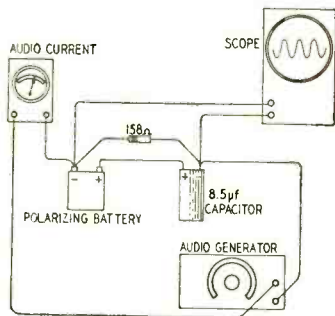 SCOPE
AUDIO CURRENT
158Ω
- +
+
8.5µf
CAPACITOR
POLARIZING BATTERY
AUDIO GENERATOR